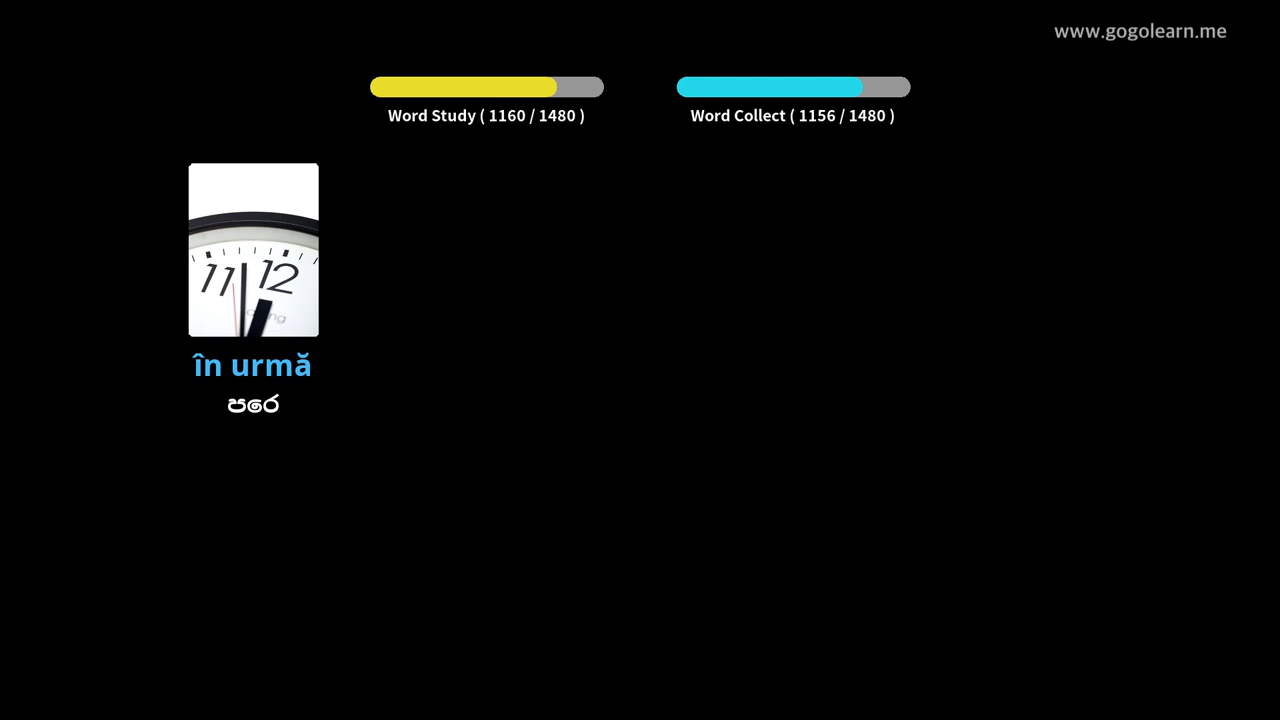 www.gogolearn.me
Word Study ( 1160 / 1480 )
Word Collect ( 1156 / 1480 )
11 12
în urmă
පරෙ